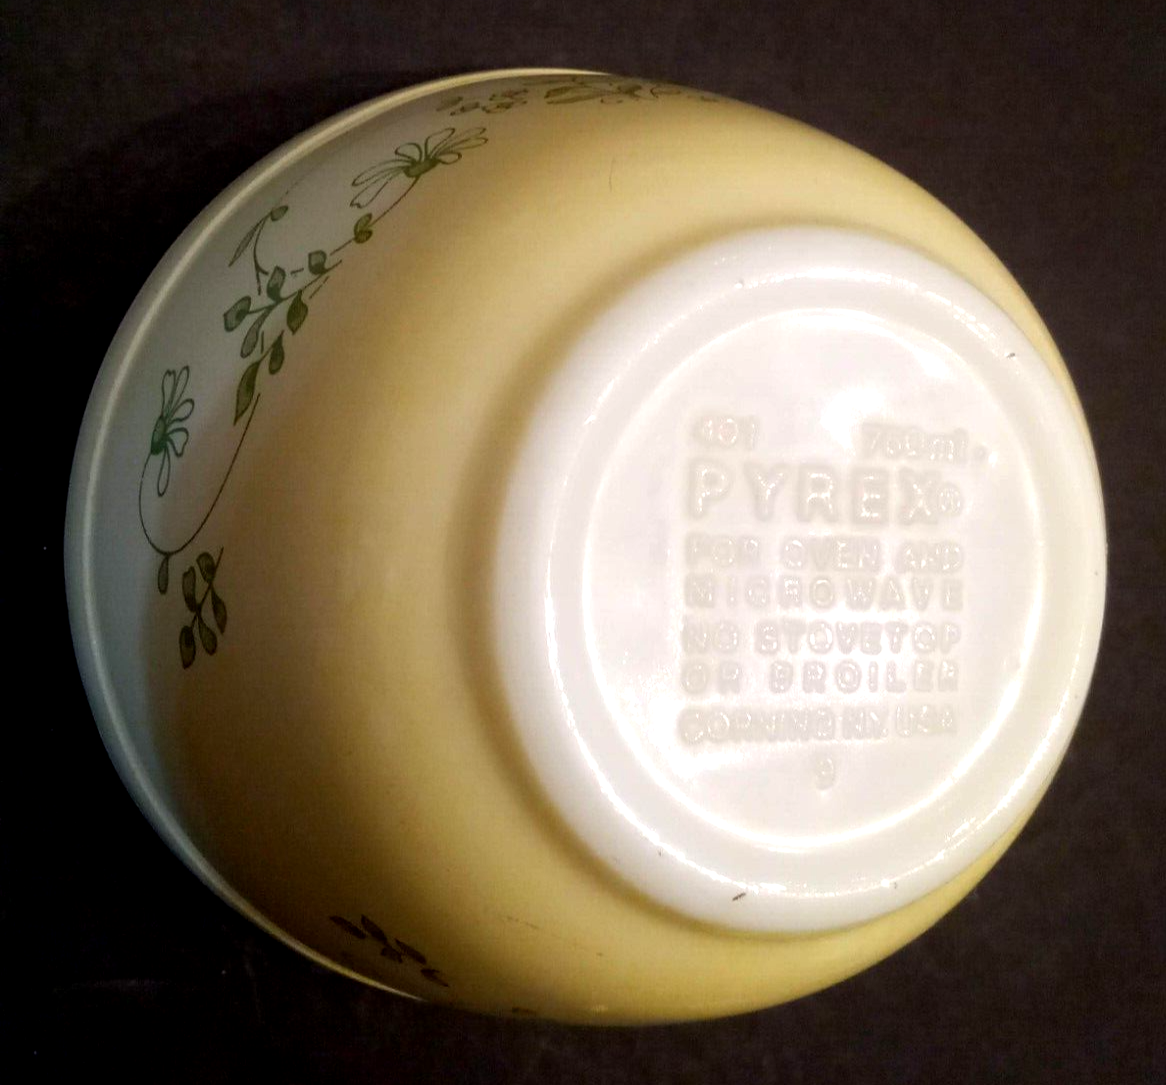 401 750 ml.
PYREX®
FOR OVEN AND
MICROWAVE
NO STOVETOP
OR BROILER
CORNING N.Y. USA
9